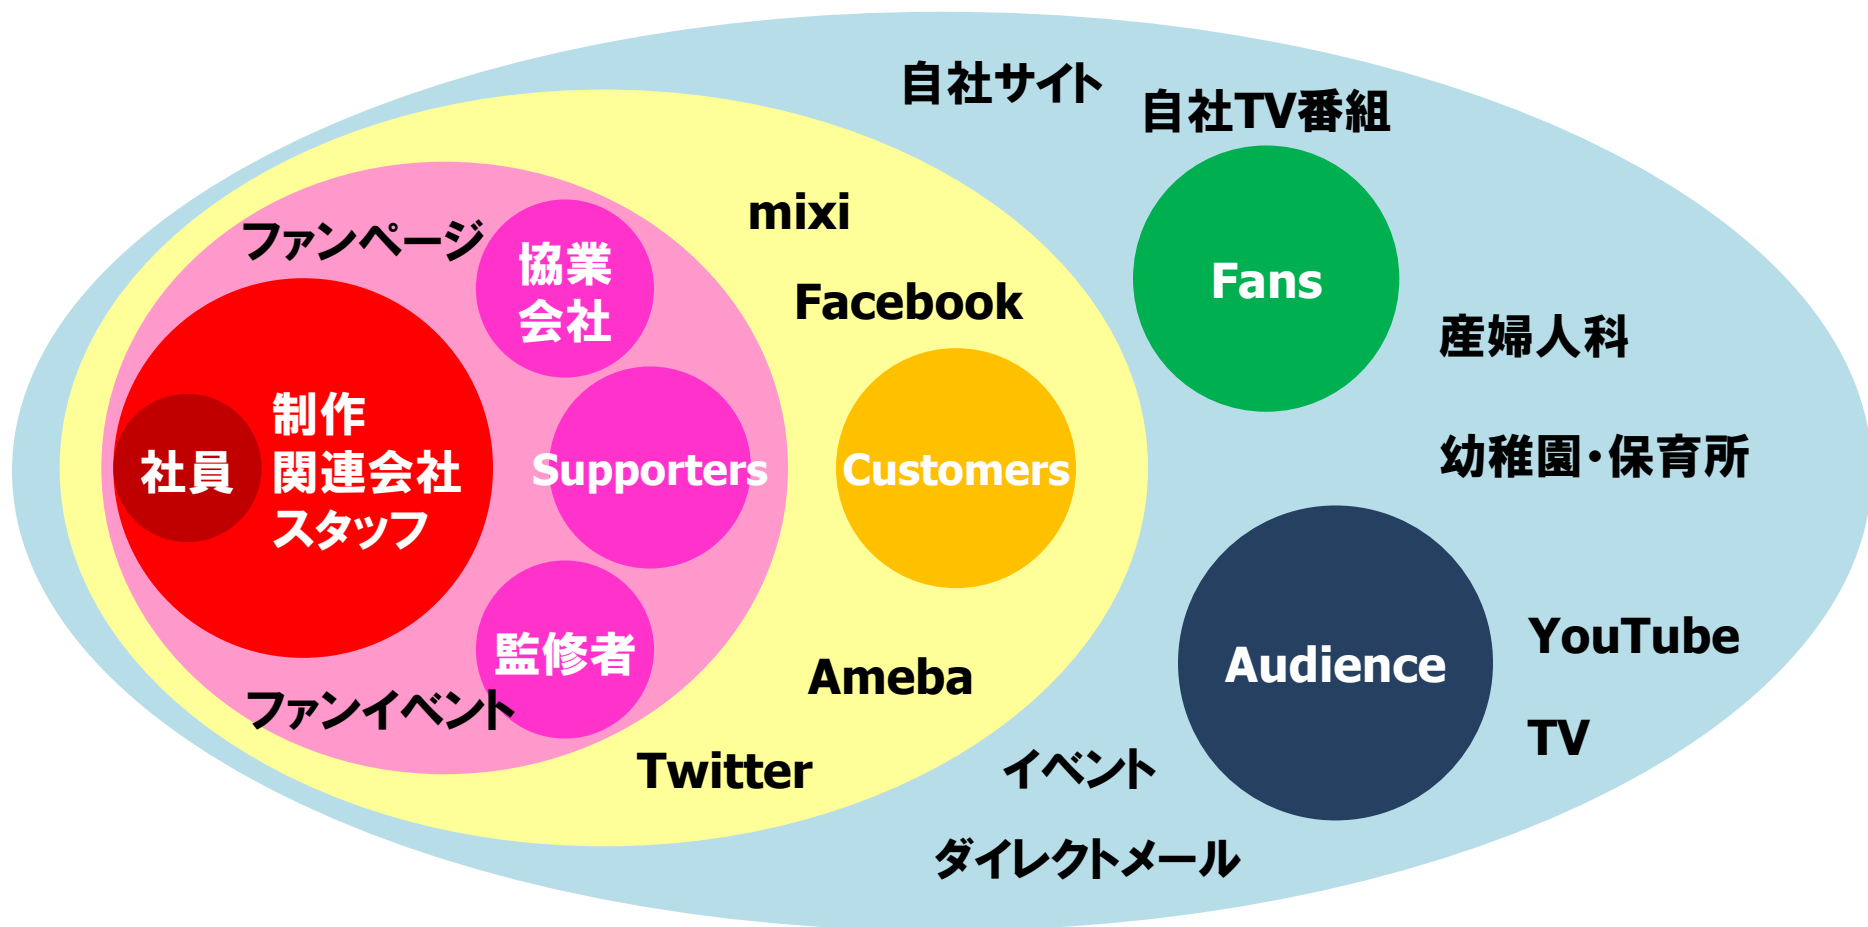 自社サイト
自社TV番組
mixi
ファンページ
協業
会社
Facebook
Fans
産婦人科
制作
関連会社
スタッフ
社員
Supporters
Customers
幼稚園・保育所
監修者
Ameba
Audience
YouTube
ファンイベント
TV
Twitter
イベント
ダイレクトメール